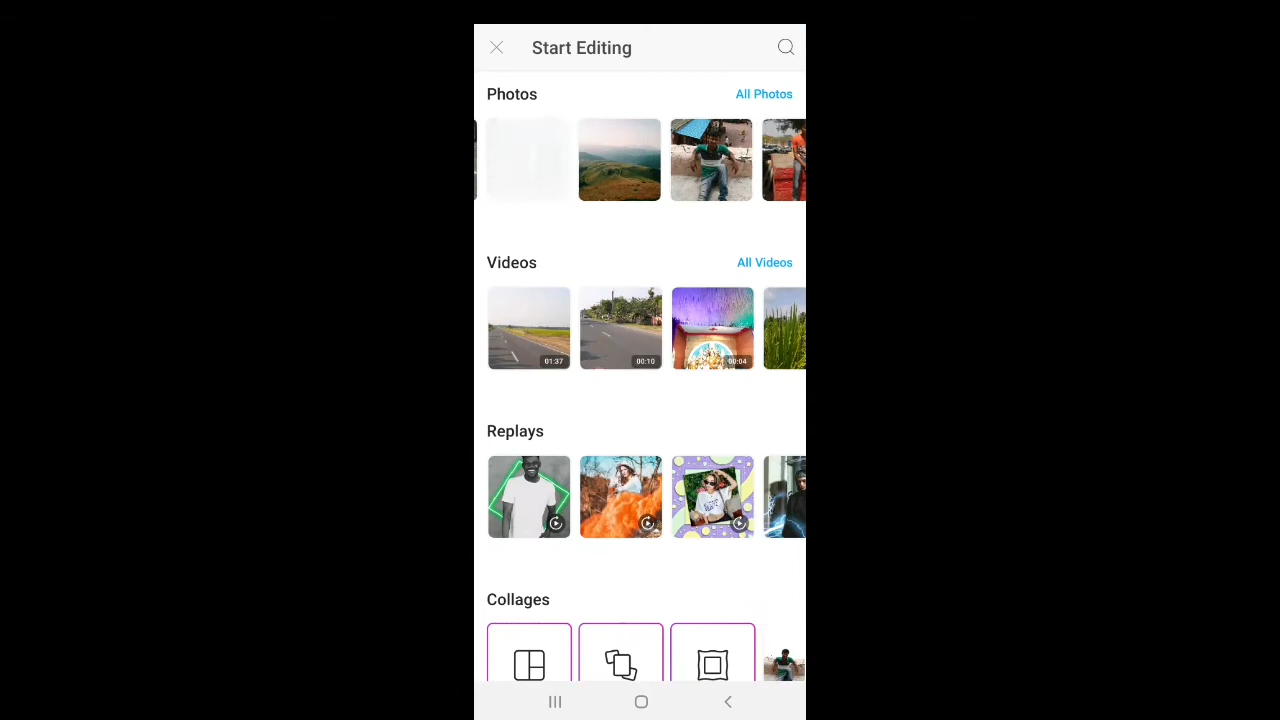 Start Editing
Photos
All Photos
Videos
All Videos
01:37
00:10
00:04
Replays
Collages